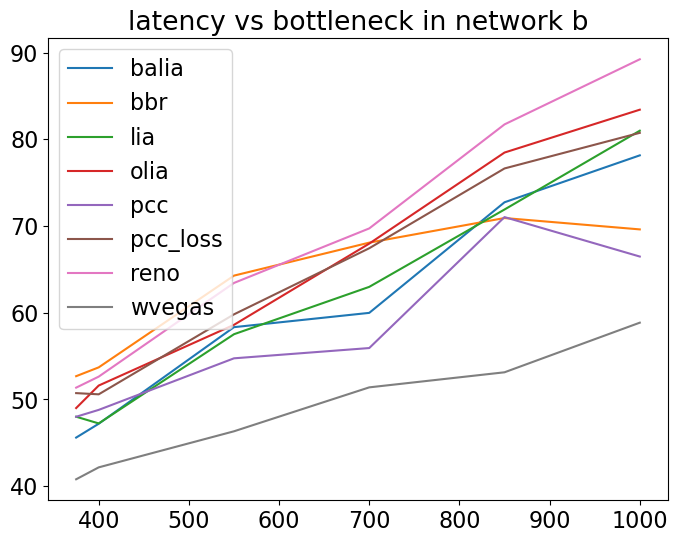 latency vs bottleneck in network b
90
80
70
60
50
40
balia
bbr
lia
olia
pcc
pcc_loss
reno
wvegas
400 500 600 700 800 900 1000